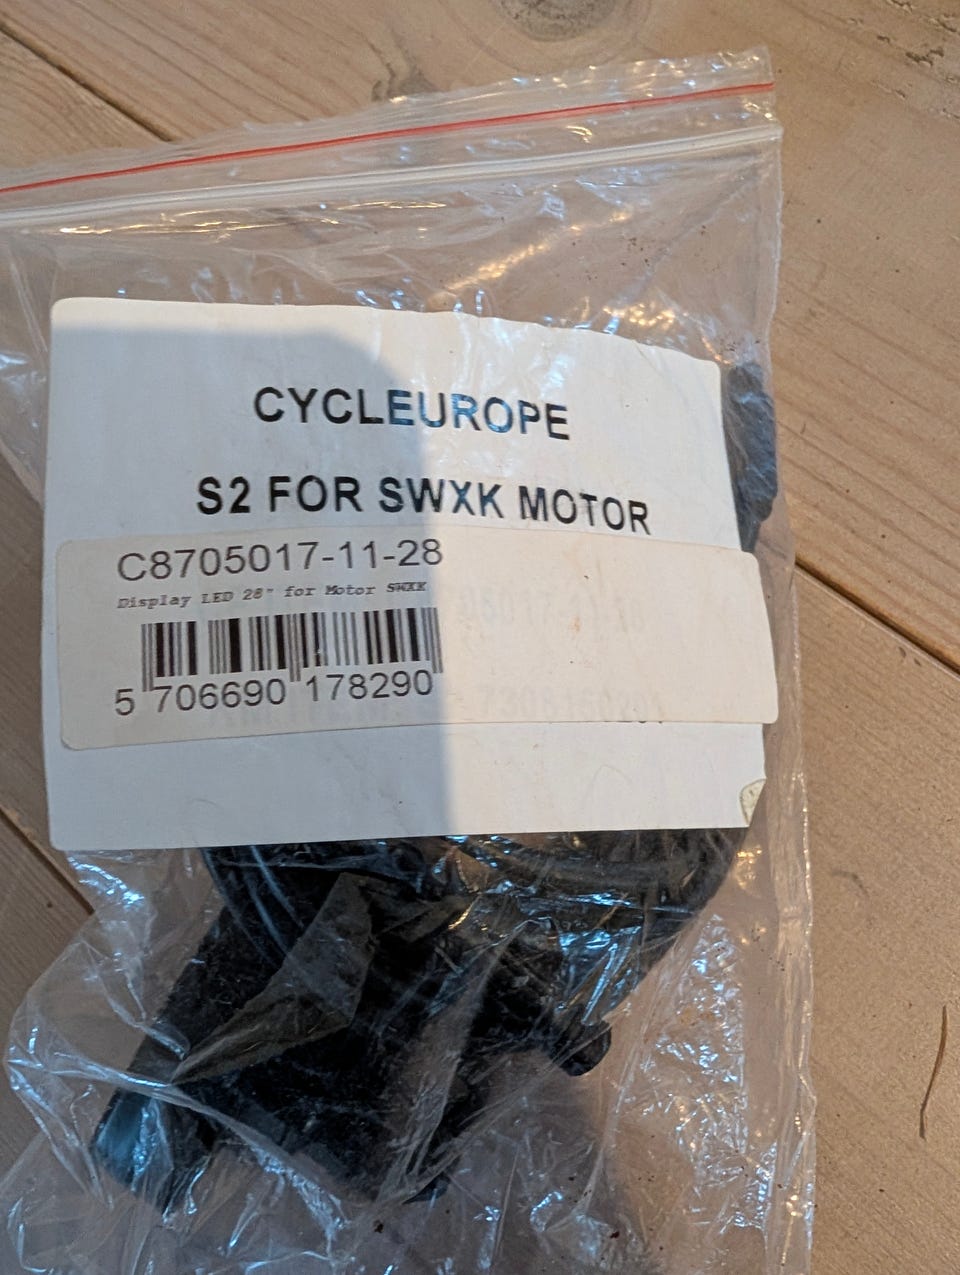 CYCLEUROPE
S2 FOR SWXK MOTOR
C8705017-11-28
Display LED 28" for Motor SWXK
5 706690 178290